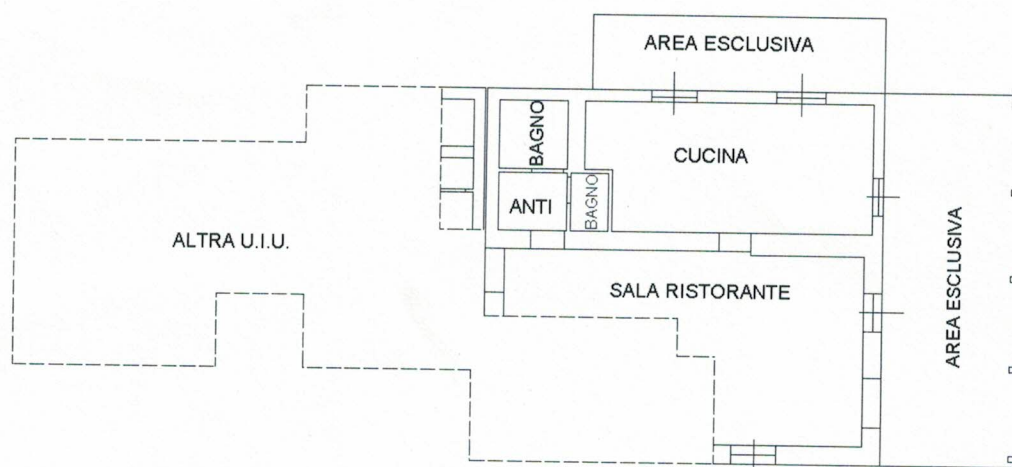 AREA ESCLUSIVA
BAGNO
CUCINA
ANTI
BAGNO
ALTRA U.I.U.
SALA RISTORANTE
AREA ESCLUSIVA